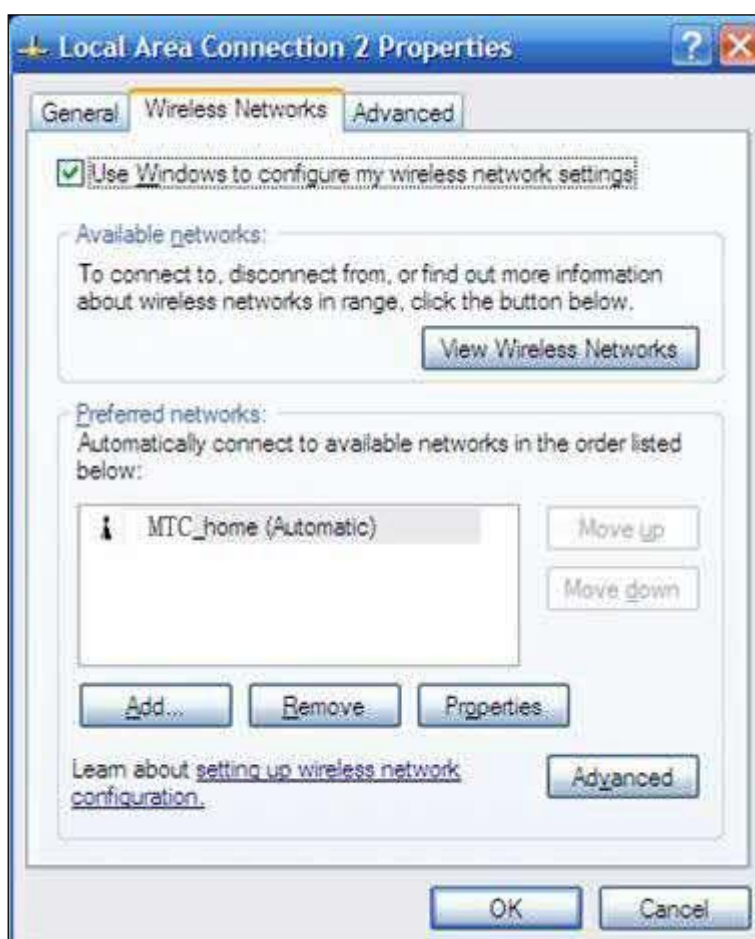 Local Area Connection 2 Properties
General Wireless Networks Advanced
Use Windows to configure my wireless network settings
Available networks:
To connect to, disconnect from, or find out more information
about wireless networks in range, click the button below.
View Wireless Networks
Preferred networks:
Automatically connect to available networks in the order listed
below:
MTC_home (Automatic)
Move up
Move down
Add... Remove Properties
Learn about setting up wireless network
configuration.
Advanced
OK Cancel